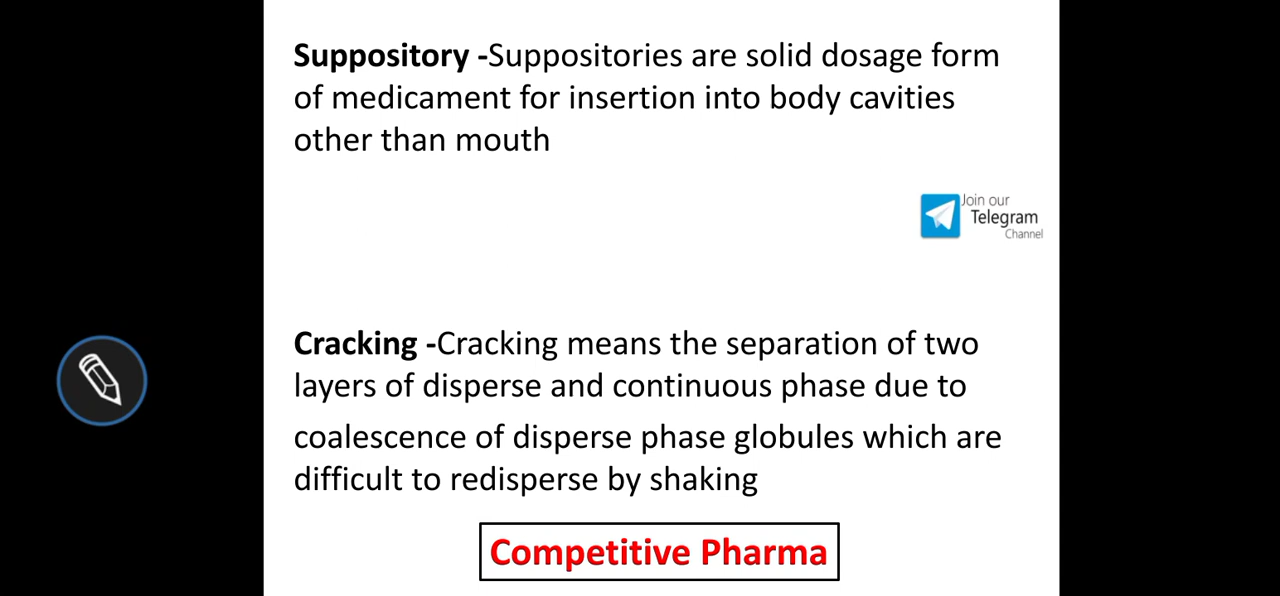 Suppository -Suppositories are solid dosage form
of medicament for insertion into body cavities
other than mouth
Join our
Telegram
Channel
Cracking -Cracking means the separation of two
layers of disperse and continuous phase due to
coalescence of disperse phase globules which are
difficult to redisperse by shaking
Competitive Pharma